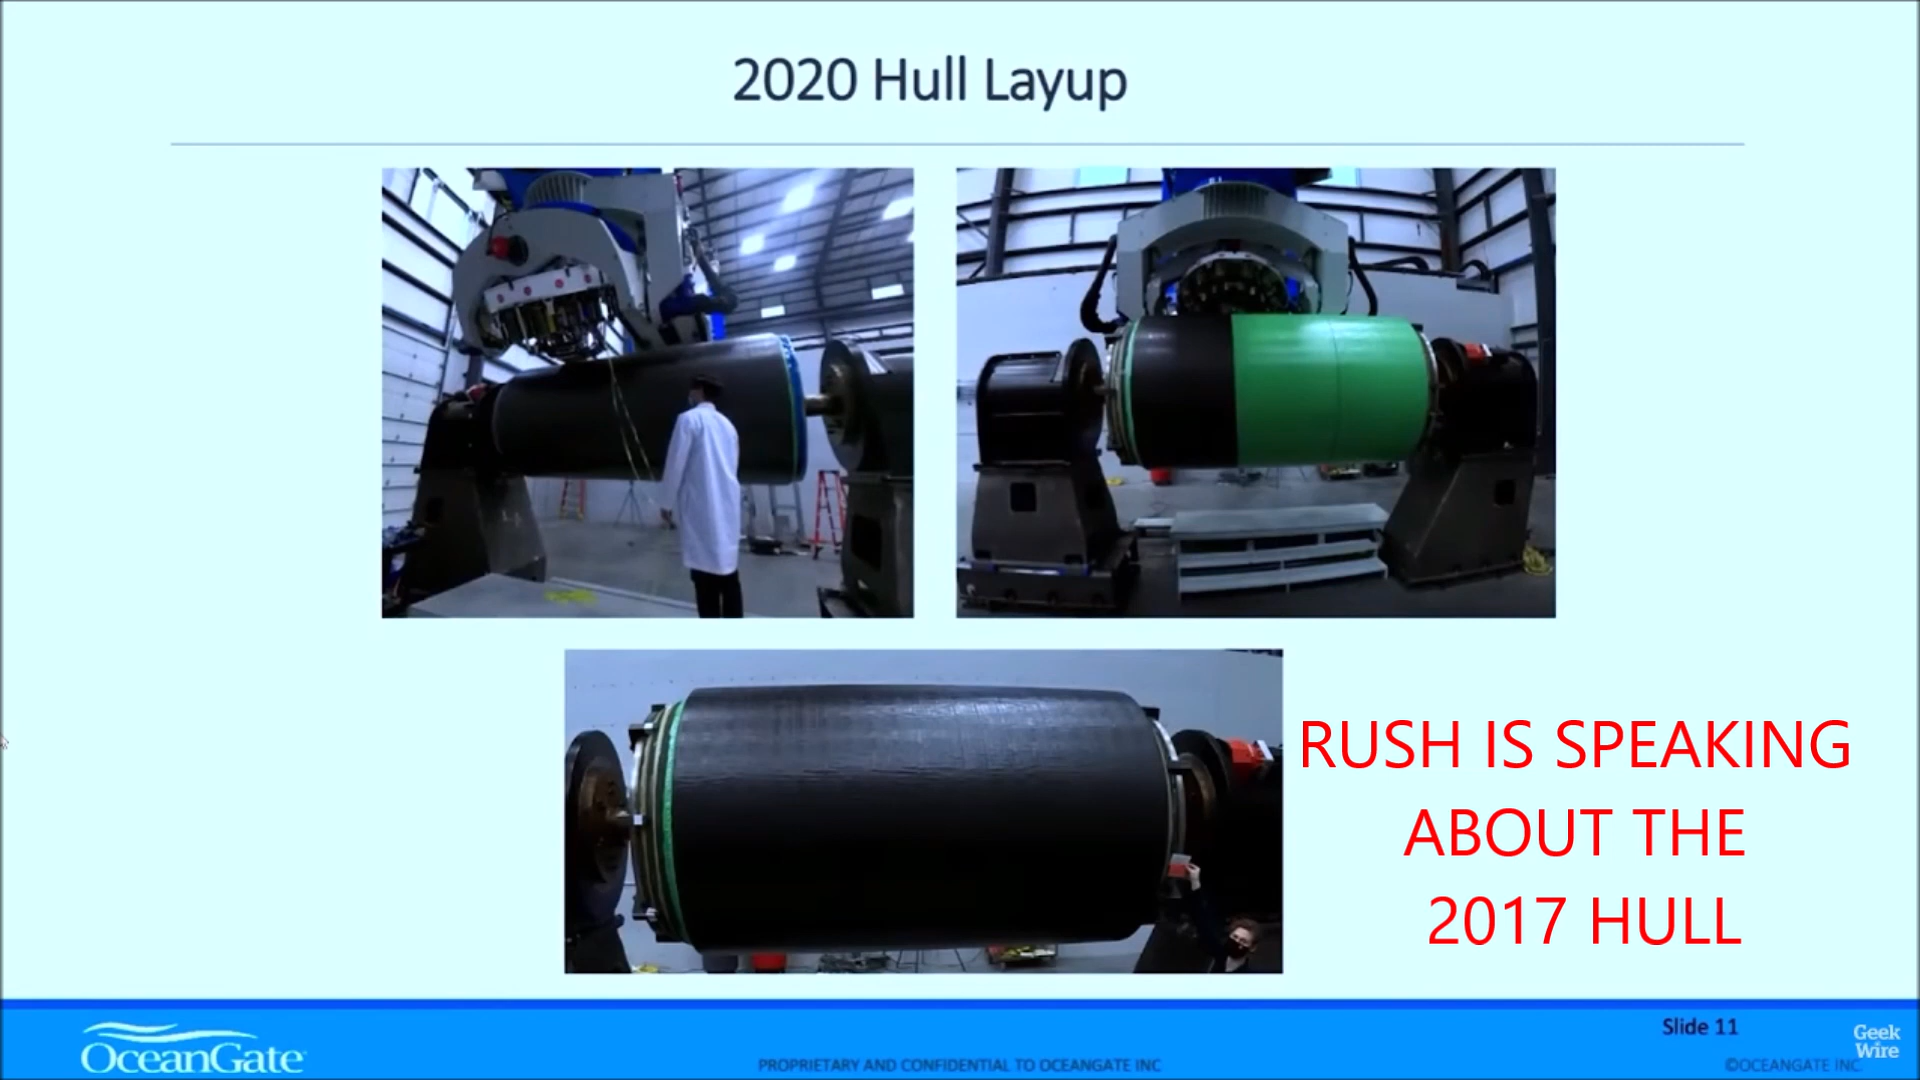 2020 Hull Layup
RUSH IS SPEAKING
ABOUT THE
2017 HULL
OceanGate
PROPRIETARY AND CONFIDENTIAL TO OCEANGATE INC
Slide 11
©OCEANGATE INC.
Geek
Wire